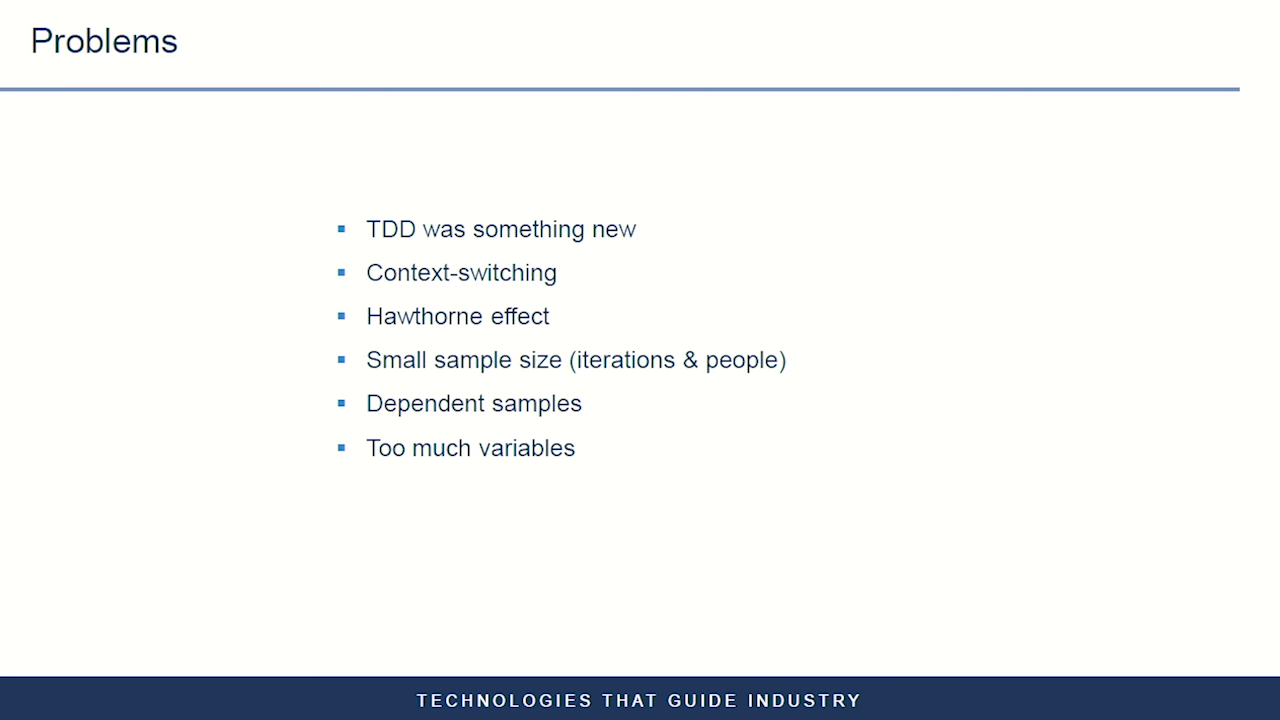 Problems
TDD was something new
Context-switching
Hawthorne effect
Small sample size (iterations & people)
Dependent samples
Too much variables
TECHNOLOGIES THAT GUIDE INDUSTRY